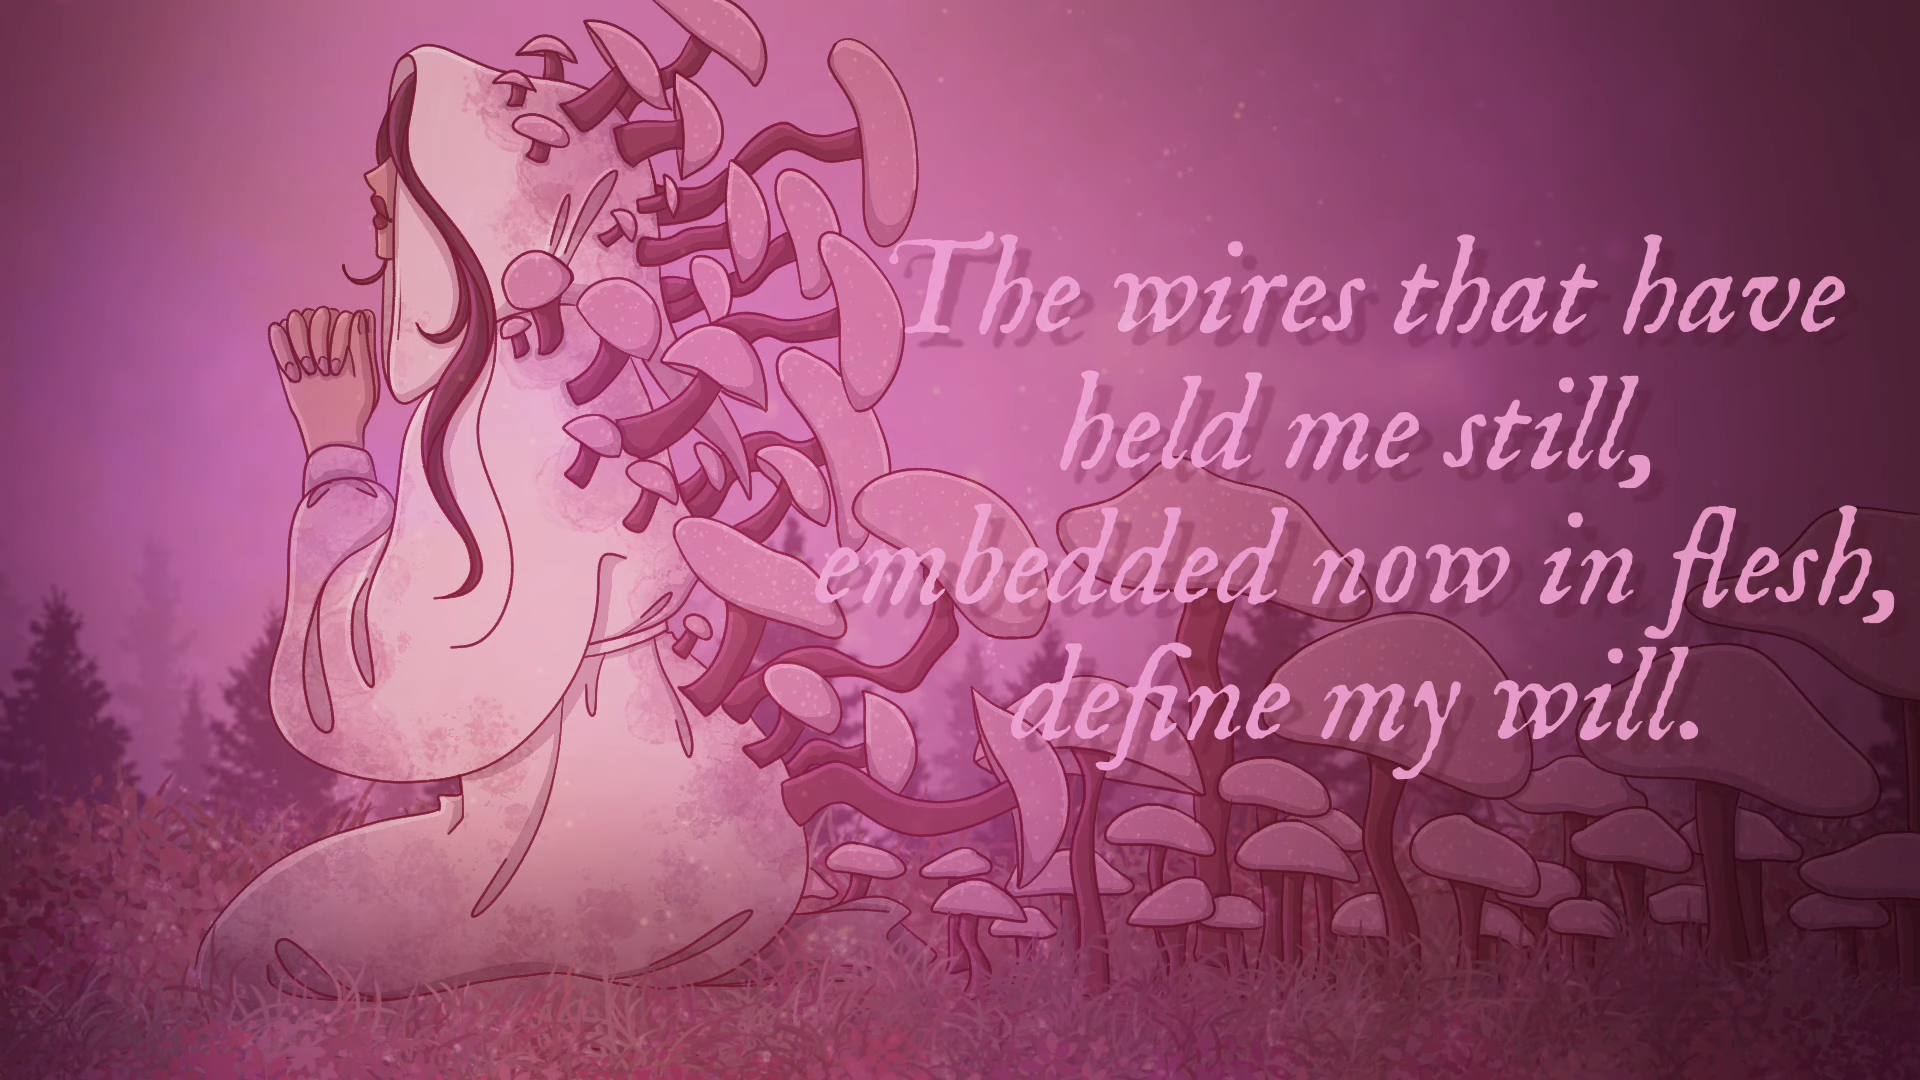 The wires that have
held me still,
embedded now in flesh,
define my will.